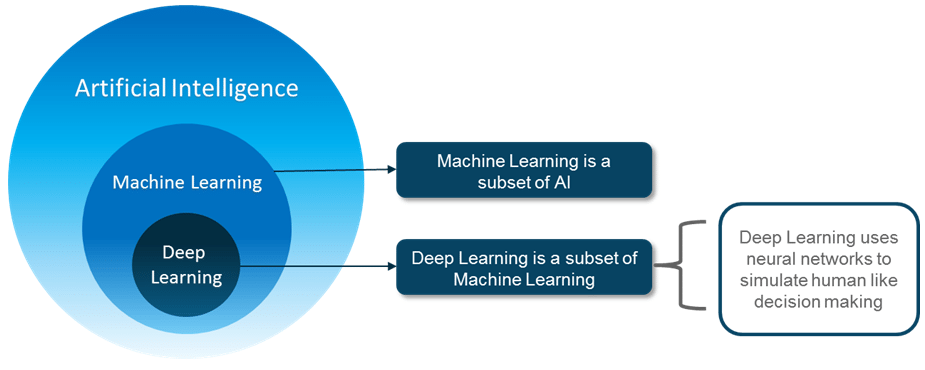 Artificial Intelligence
Machine Learning
Deep
Learning
Machine Learning is a
subset of AI
Deep Learning is a subset of
Machine Learning
Deep Learning uses
neural networks to
simulate human like
decision making